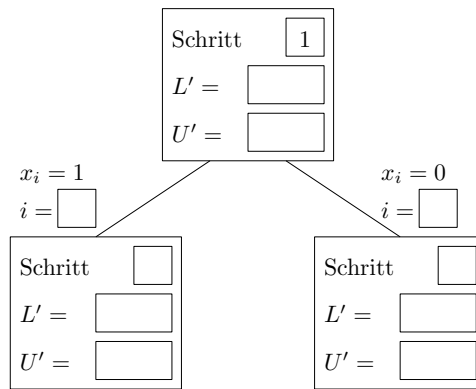 Schritt 1
L′ =
U′ =
x_i = 1
i =
x_i = 0
i =
Schritt
L′ =
U′ =
Schritt
L′ =
U′ =